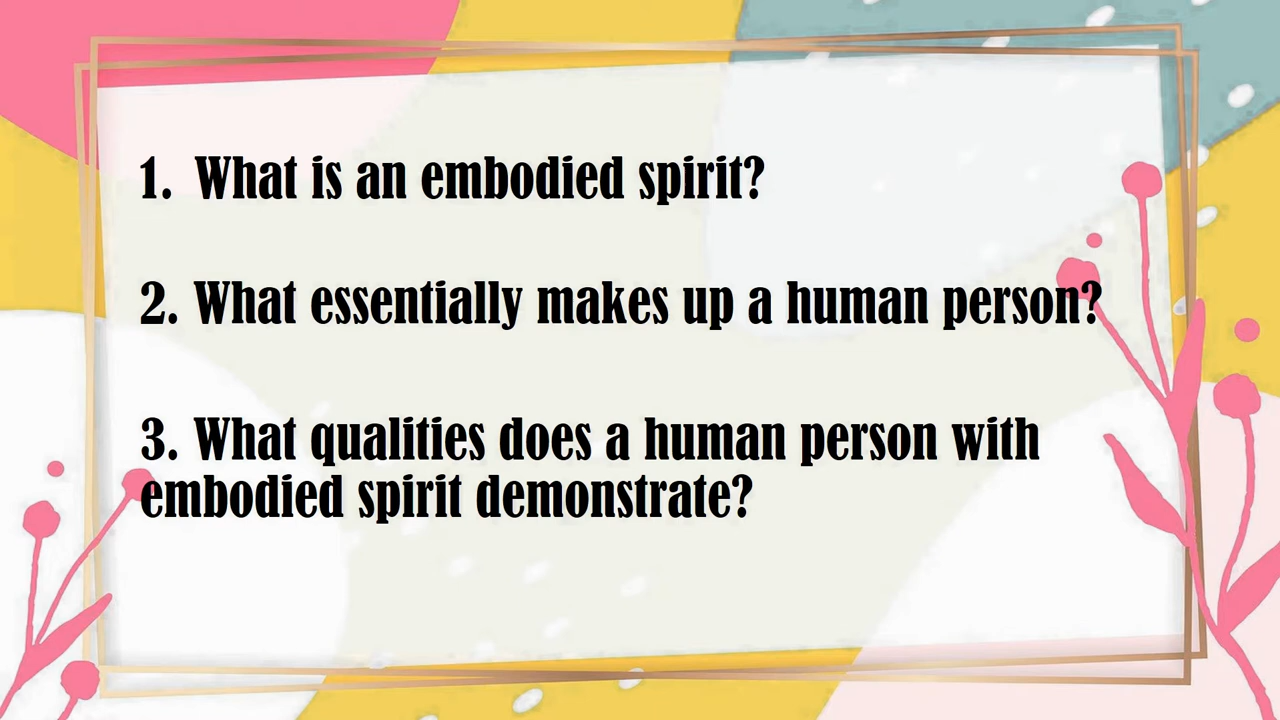 1. What is an embodied spirit?
2. What essentially makes up a human person?
3. What qualities does a human person with
embodied spirit demonstrate?